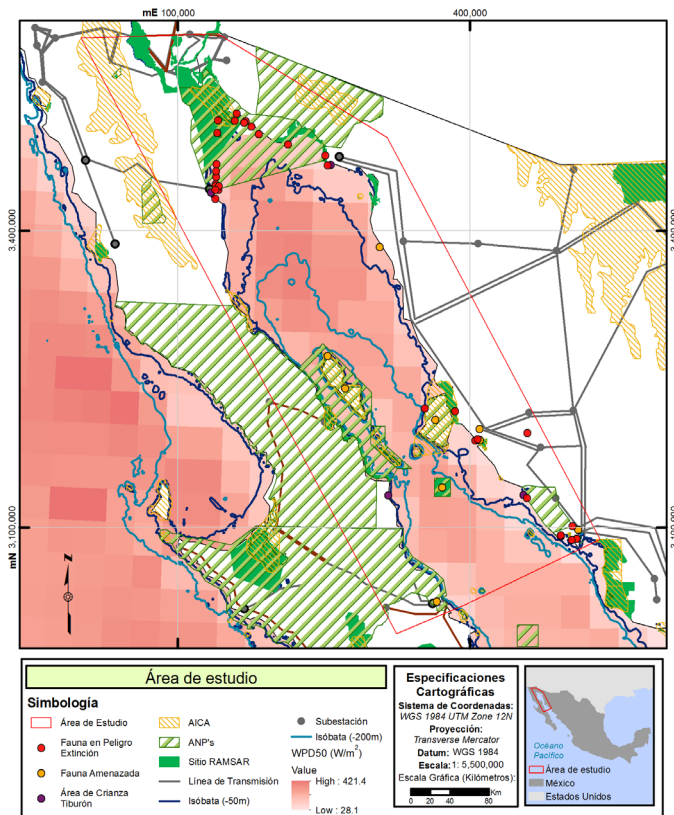 mE 100,000
400,000
3,400,000
3,400,000
mN 3,100,000
3,100,000
Z
Área de estudio
Simbología
Área de Estudio
Fauna en Peligro
Extinción
Fauna Amenazada
Área de Crianza
Tiburón
AICA
ANP's
Sitio RAMSAR
Línea de Transmisión
Isóbata (-50m)
Subestación
Isóbata (-200m)
WPD50 (W/m²)
Value
High : 421.4
Low : 28.1
Especificaciones
Cartográficas
Sistema de Coordenadas:
WGS 1984 UTM Zone 12N
Proyección:
Transverse Mercator
Datum: WGS 1984
Escala: 1: 5,500,000
Escala Gráfica (Kilómetros):
0 20 40 80 Km
Océano
Pacífico
Área de estudio
México
Estados Unidos